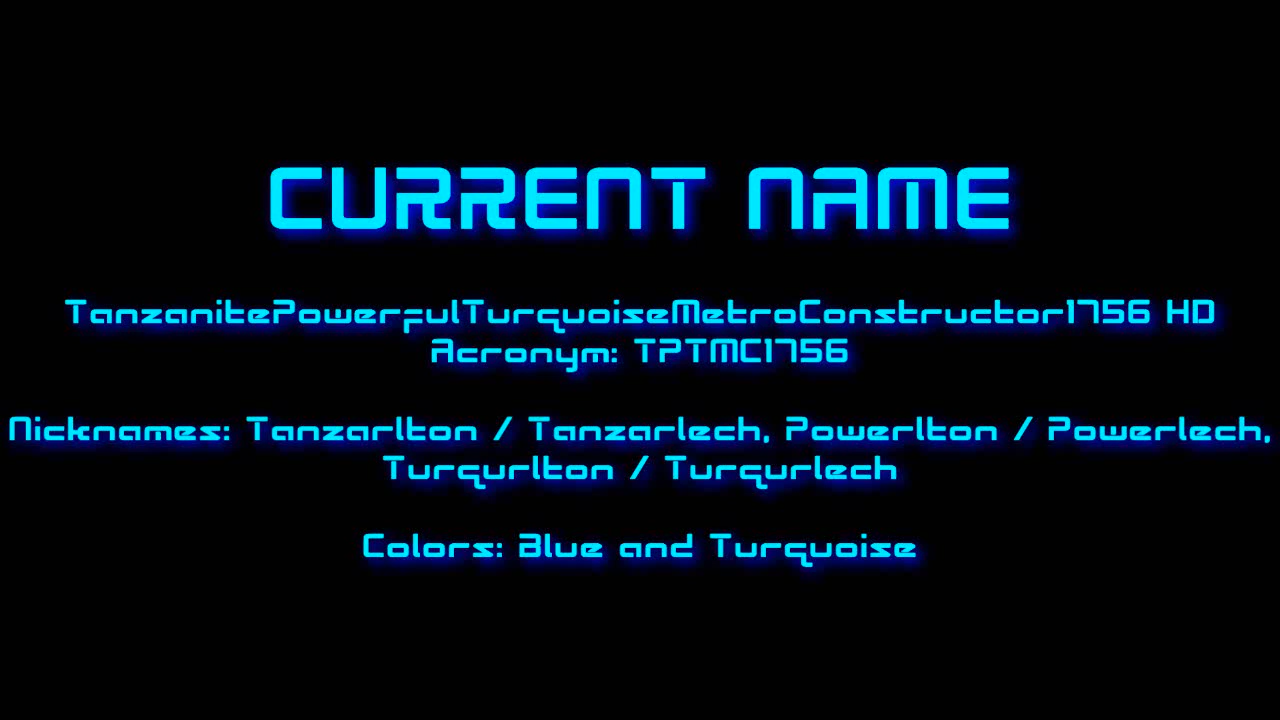 CURRENT NAME
TanzanitePowerfulTurquoiseMetroConstructor1756 HD
Acronym: TPTMC1756
Nicknames: Tanzarlton / Tanzarlech, Powerlton / Powerlech,
Turqurlton / Turqurlech
Colors: Blue and Turquoise